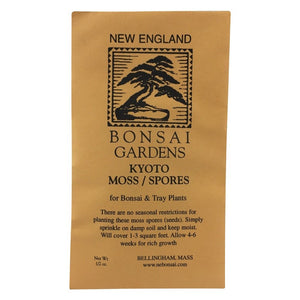 NEW ENGLAND
BONSAI
GARDENS
KYOTO
MOSS / SPORES
for Bonsai & Tray Plants
There are no seasonal restrictions for
planting these moss spores (seeds). Simply
sprinkle on damp soil and keep moist.
Will cover 1-3 square feet. Allow 4-6
weeks for rich growth
Net Wt.
1/2 oz.
BELLINGHAM, MASS
www.nebonsai.com